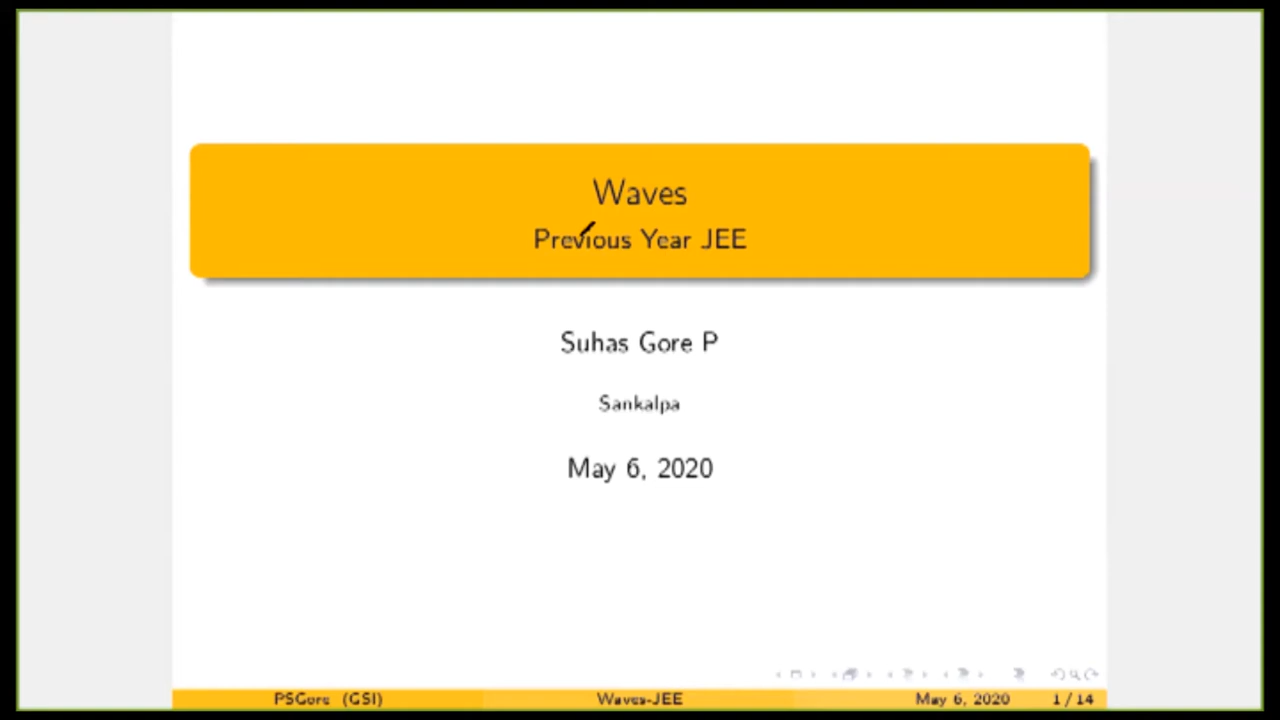 Waves
Previous Year JEE
Suhas Gore P
Sankalpa
May 6, 2020
PSGore (GSI) Waves-JEE May 6, 2020 1 / 14